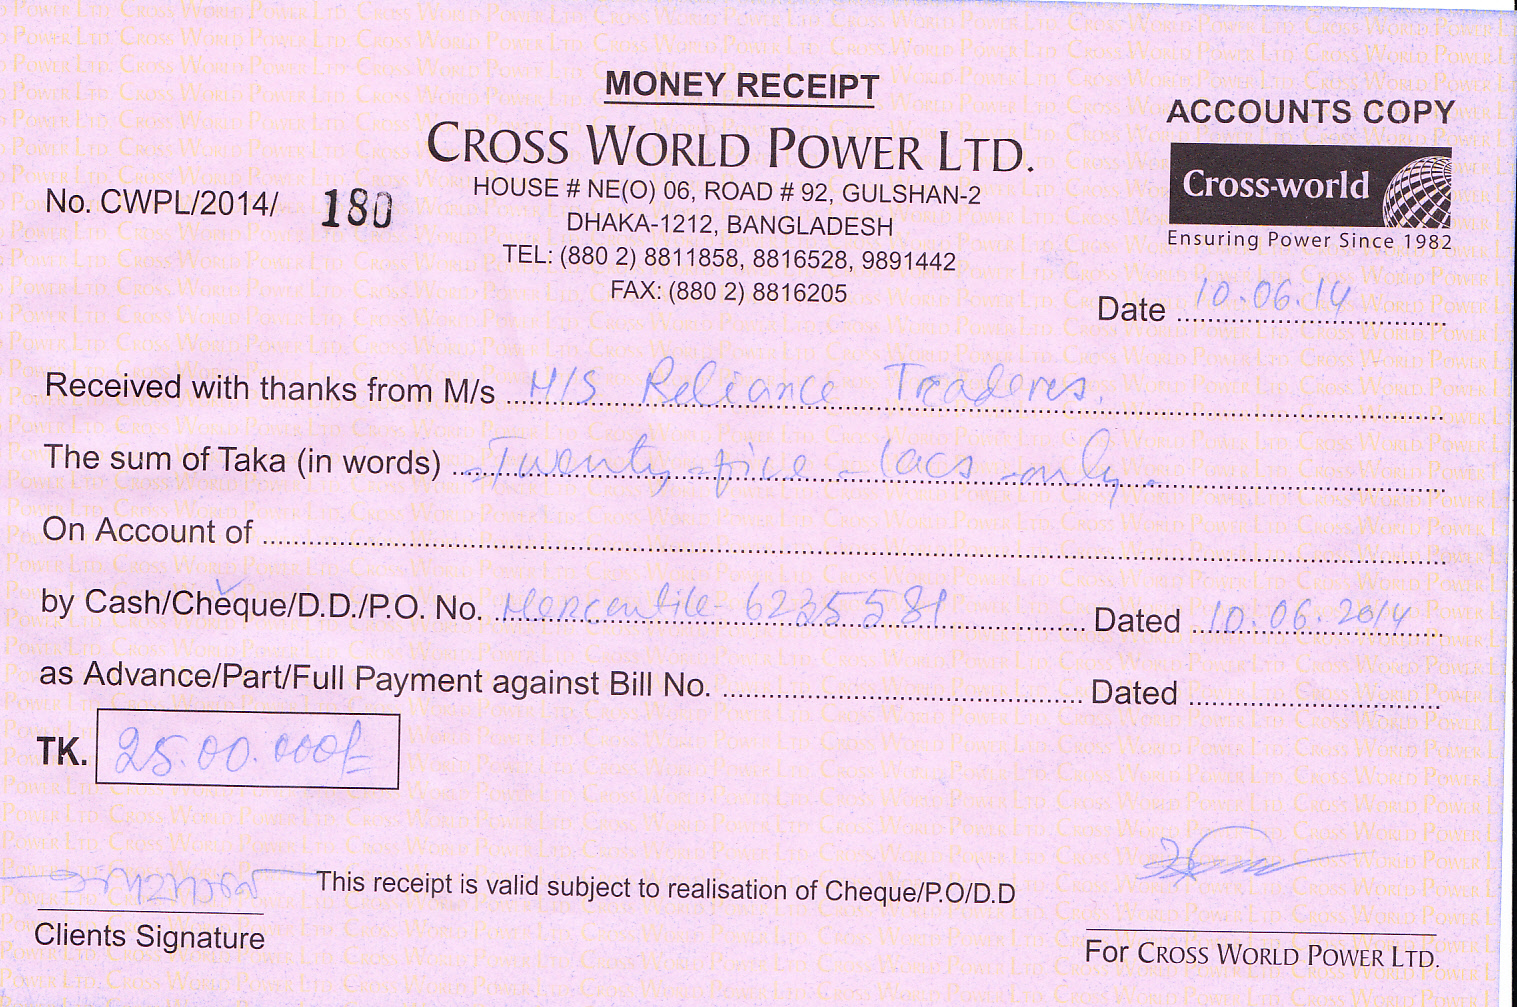 MONEY RECEIPT
ACCOUNTS COPY
CROSS WORLD POWER LTD.
Cross-world
Ensuring Power Since 1982
No. CWPL/2014/ 180
HOUSE # NE(O) 06, ROAD # 92, GULSHAN-2
DHAKA-1212, BANGLADESH
TEL: (880 2) 8811858, 8816528, 9891442
FAX: (880 2) 8816205
Date 10.06.14
Received with thanks from M/s M/S Reliance Traderes.
The sum of Taka (in words) - Twenty - five - lacs - only.
On Account of
by Cash/Cheque/D.D./P.O. No. Mercentile - 6235581 Dated 10.06.2014
as Advance/Part/Full Payment against Bill No. Dated
TK. 25.00.000/=
This receipt is valid subject to realisation of Cheque/P.O/D.D
Clients Signature
For CROSS WORLD POWER LTD.